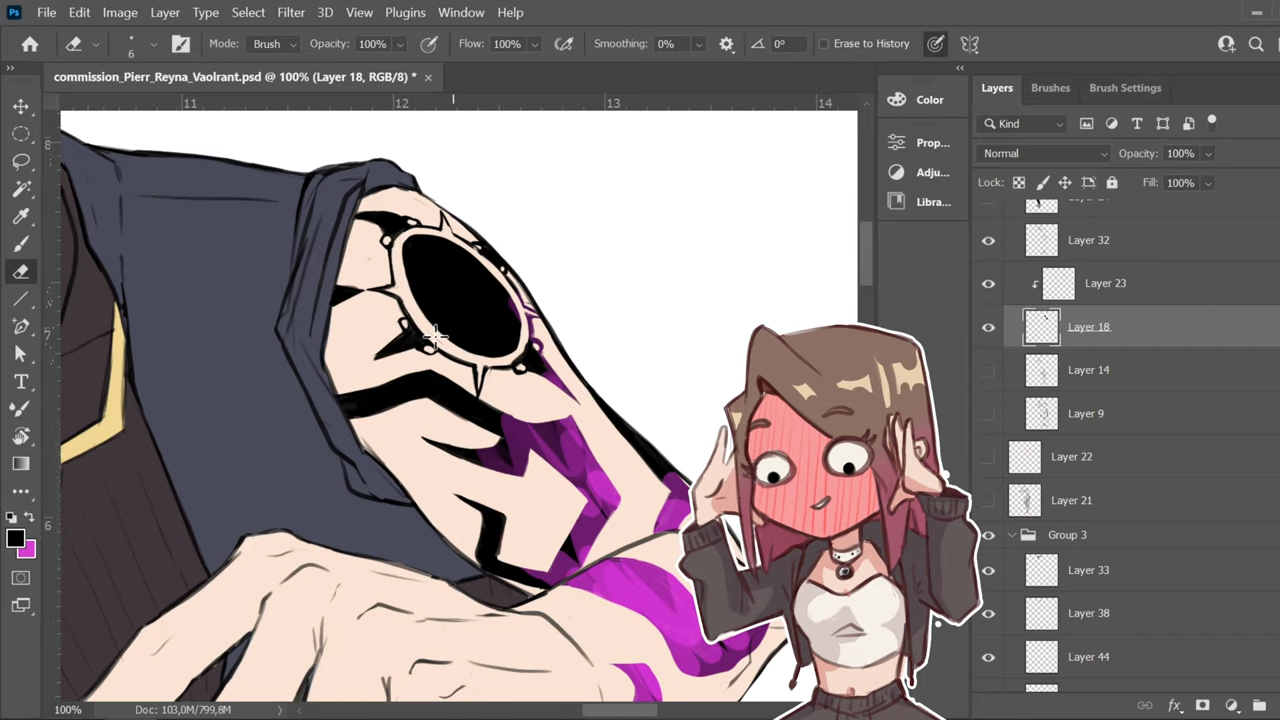 Ps File Edit Image Layer Type Select Filter 3D View Plugins Window Help
6 Mode: Brush Opacity: 100% Flow: 100% Smoothing: 0% 0° Erase to History
commission_Pierr_Reyna_Vaolrant.psd @ 100% (Layer 18, RGB/8) *
11 12 13 14
8
7
6
Color
Prop...
Adju...
Libra...
Layers Brushes Brush Settings
Kind
Normal Opacity: 100%
Lock: Fill: 100%
Layer 32
Layer 23
Layer 18
Layer 14
Layer 9
Layer 22
Layer 21
Group 3
Layer 33
Layer 38
Layer 44
100% Doc: 103,0M/799,8M